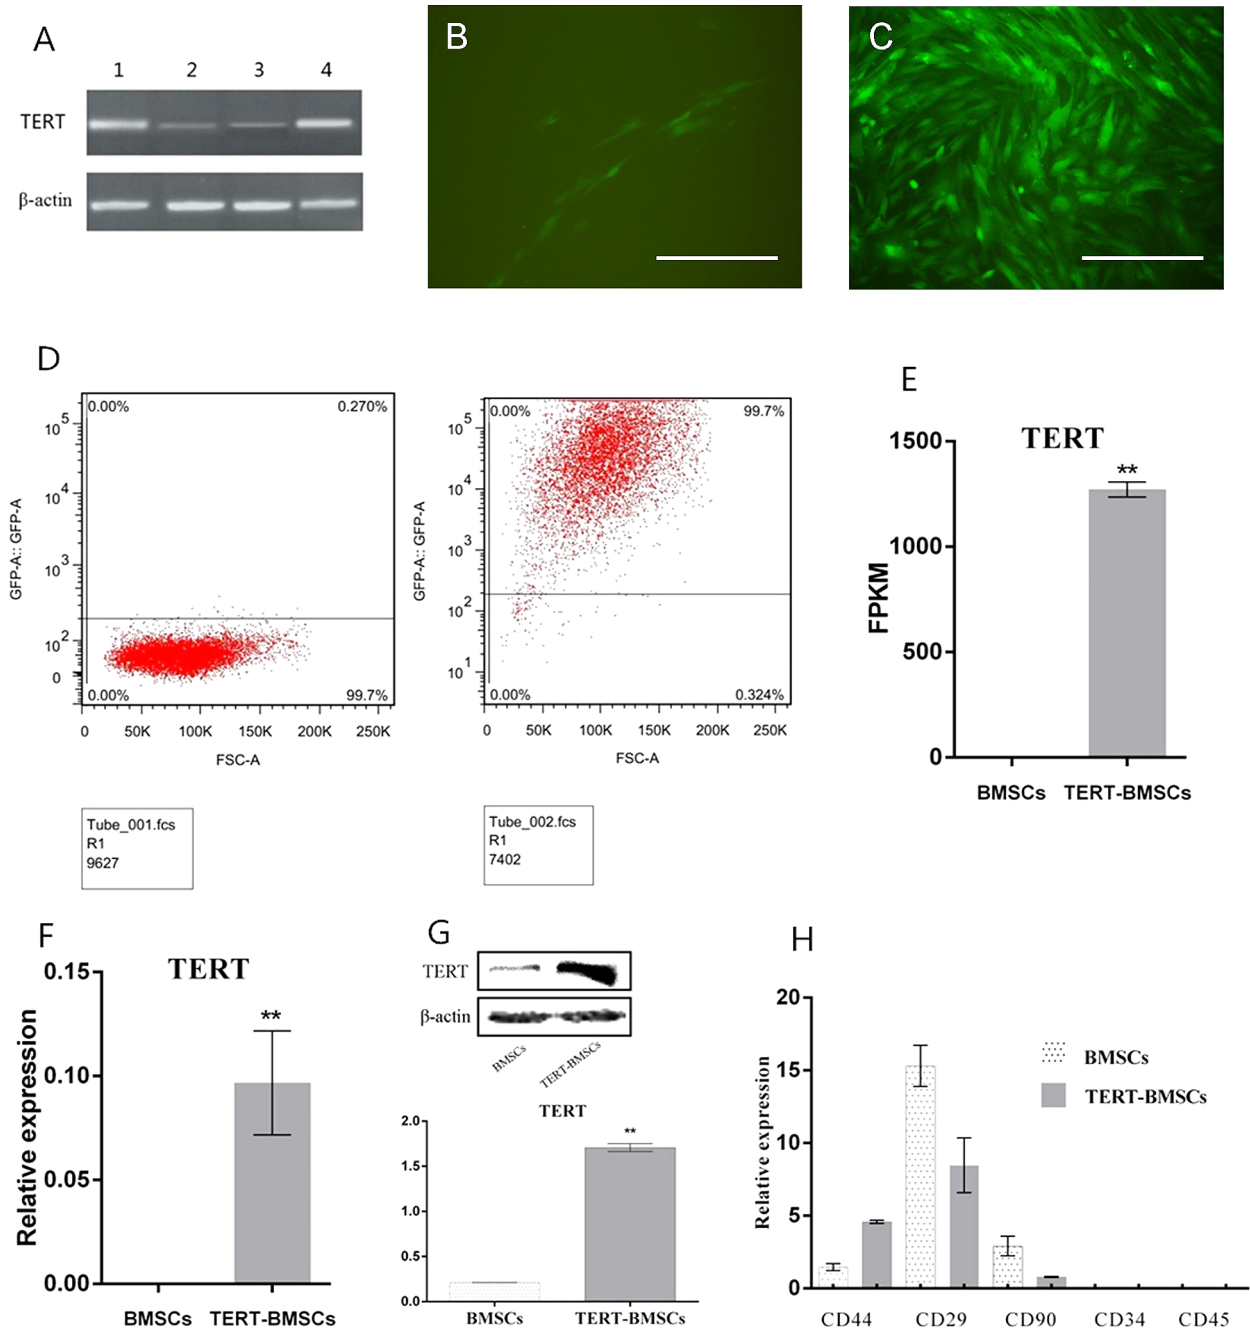 A
1 2 3 4
TERT
β-actin
B
C
D
0.00% 0.270%
10^5
10^4
10^3
10^2
0
GFP-A:: GFP-A
0.00% 99.7%
0 50K 100K 150K 200K 250K
FSC-A
Tube_001.fcs
R1
9627
0.00% 99.7%
10^5
10^4
10^3
10^2
10^1
GFP-A:: GFP-A
0.00% 0.324%
0 50K 100K 150K 200K 250K
FSC-A
Tube_002.fcs
R1
7402
E
TERT
**
1500
1000
500
0
FPKM
BMSCs TERT-BMSCs
F
TERT
**
0.15
0.10
0.05
0.00
Relative expression
BMSCs TERT-BMSCs
G
TERT
β-actin
BMSCs TERT-BMSCs
TERT
**
2.0
1.5
1.0
0.5
0.0
BMSCs TERT-BMSCs
H
20
15
10
5
0
Relative expression
BMSCs
TERT-BMSCs
CD44 CD29 CD90 CD34 CD45